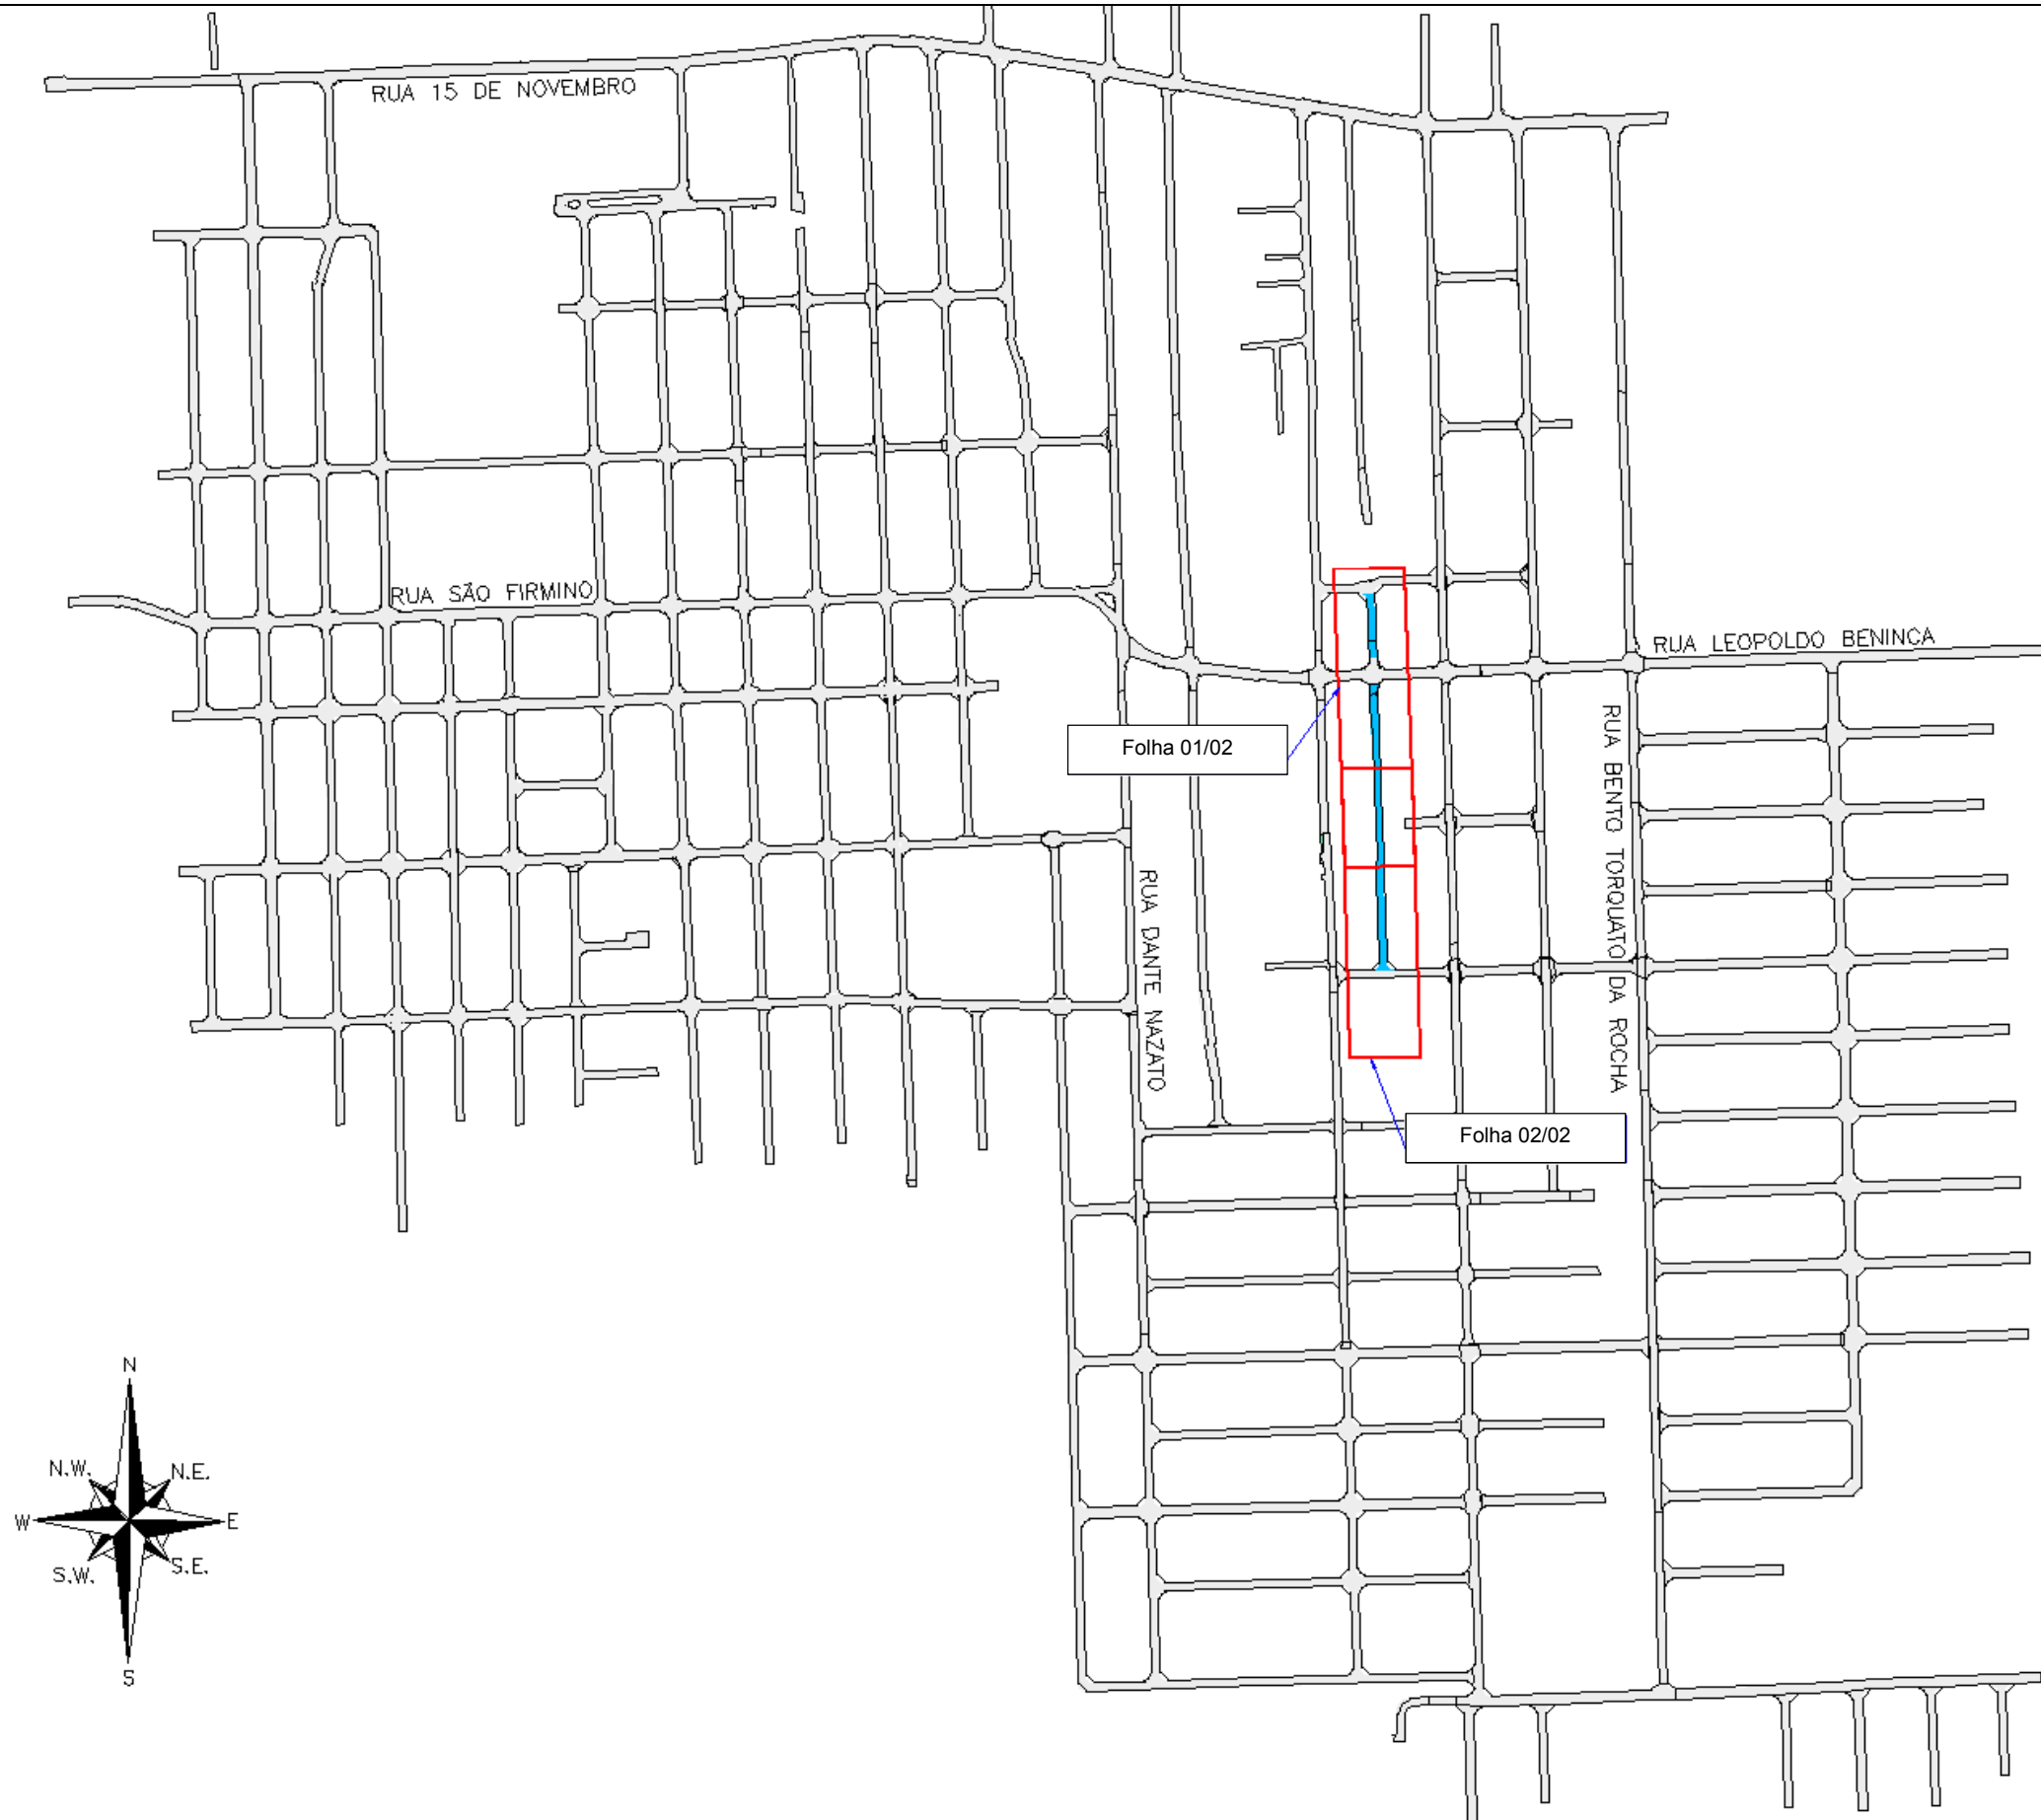 RUA 15 DE NOVEMBRO
RUA SÃO FIRMINO
RUA LEOPOLDO BENINCA
Folha 01/02
RUA BENTO TORQUATO DA ROCHA
RUA DANTE NAZATO
Folha 02/02
N
N.W.
N.E.
W
E
S.W.
S.E.
S